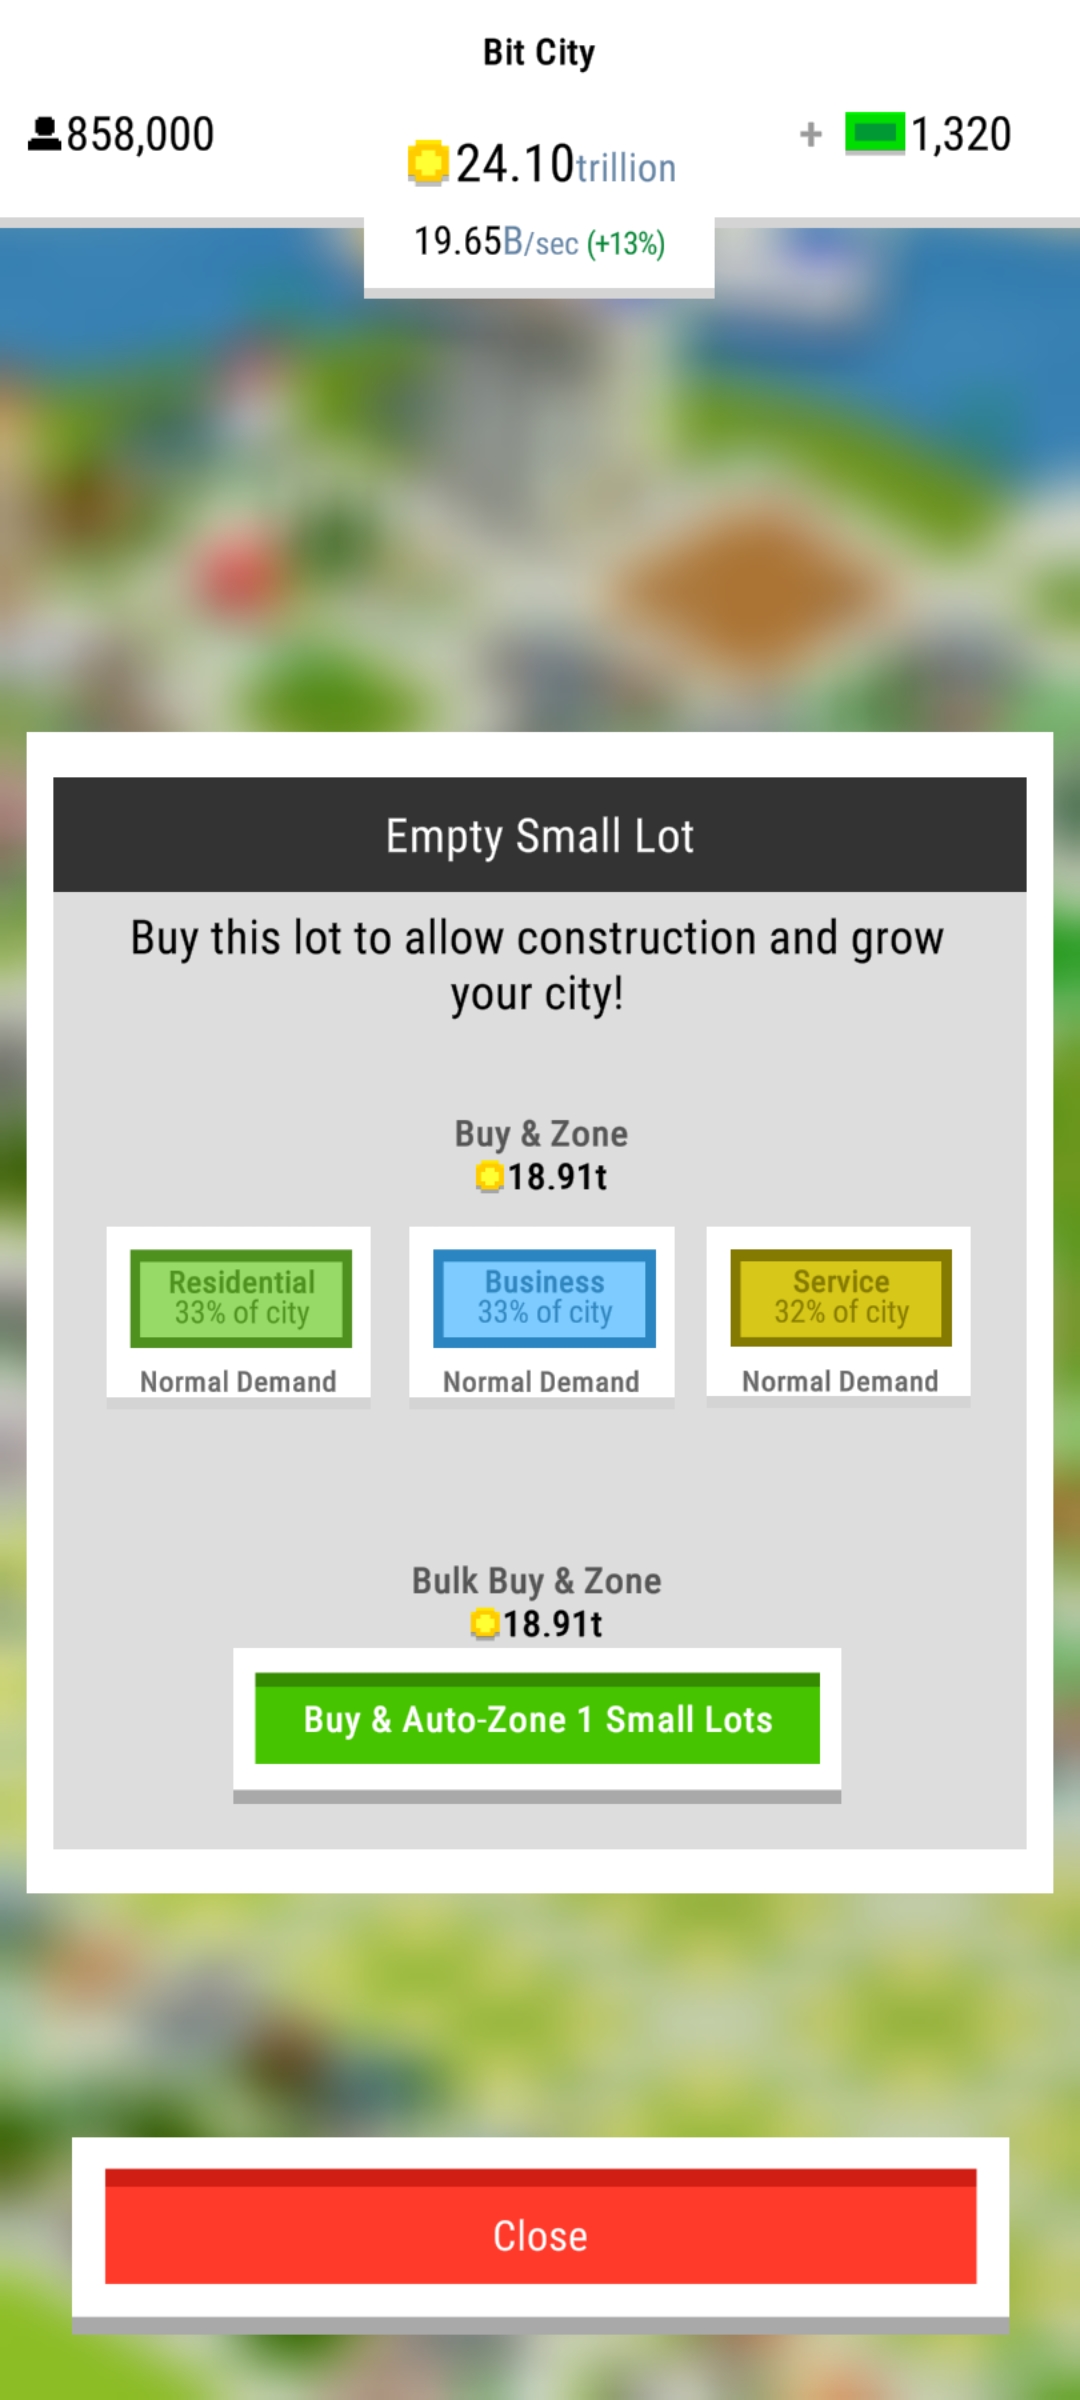 Bit City
858,000
24.10trillion
+ 1,320
19.65B/sec (+13%)
Empty Small Lot
Buy this lot to allow construction and grow
your city!
Buy & Zone
18.91t
Residential
33% of city
Normal Demand
Business
33% of city
Normal Demand
Service
32% of city
Normal Demand
Bulk Buy & Zone
18.91t
Buy & Auto-Zone 1 Small Lots
Close